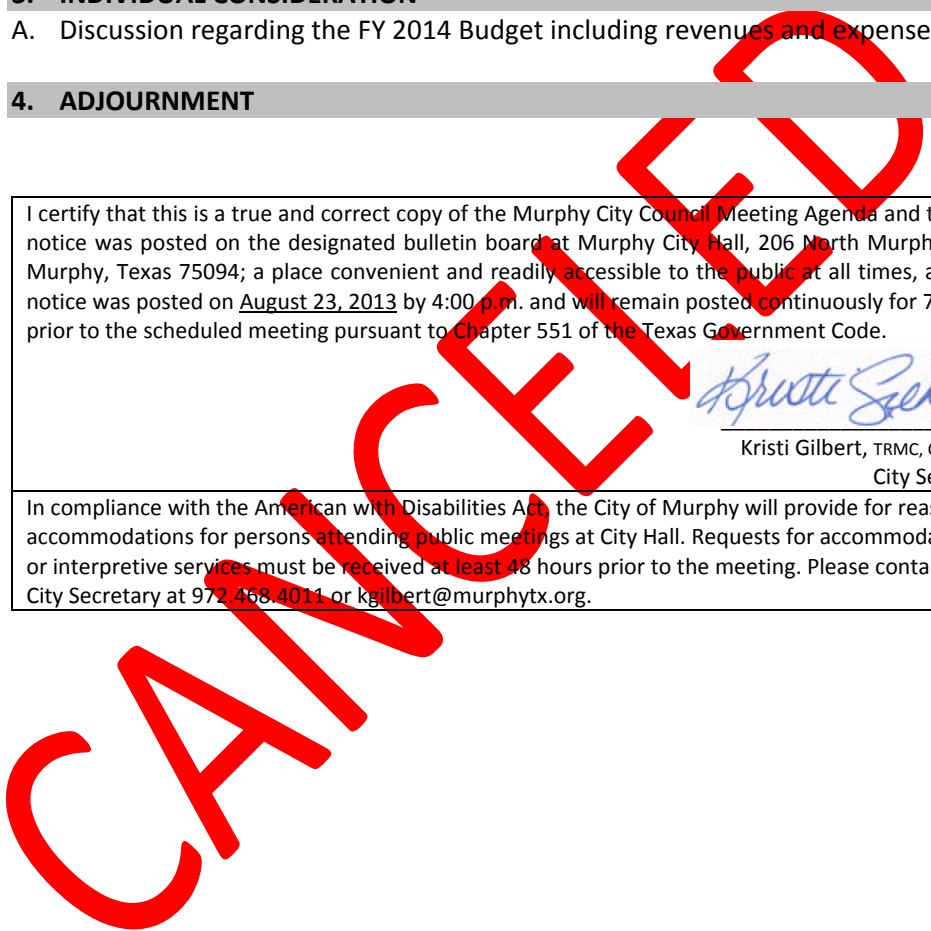 3. INDIVIDUAL CONSIDERATION
A. Discussion regarding the FY 2014 Budget including revenues and expense
4. ADJOURNMENT
I certify that this is a true and correct copy of the Murphy City Council Meeting Agenda and t
notice was posted on the designated bulletin board at Murphy City Hall, 206 North Murph
Murphy, Texas 75094; a place convenient and readily accessible to the public at all times, a
notice was posted on August 23, 2013 by 4:00 p.m. and will remain posted continuously for 7
prior to the scheduled meeting pursuant to Chapter 551 of the Texas Government Code.
Kristi Gilbert, TRMC,
City Se
In compliance with the American with Disabilities Act, the City of Murphy will provide for reas
accommodations for persons attending public meetings at City Hall. Requests for accommoda
or interpretive services must be received at least 48 hours prior to the meeting. Please conta
City Secretary at 972.468.4011 or kgilbert@murphytx.org.
CANCELED